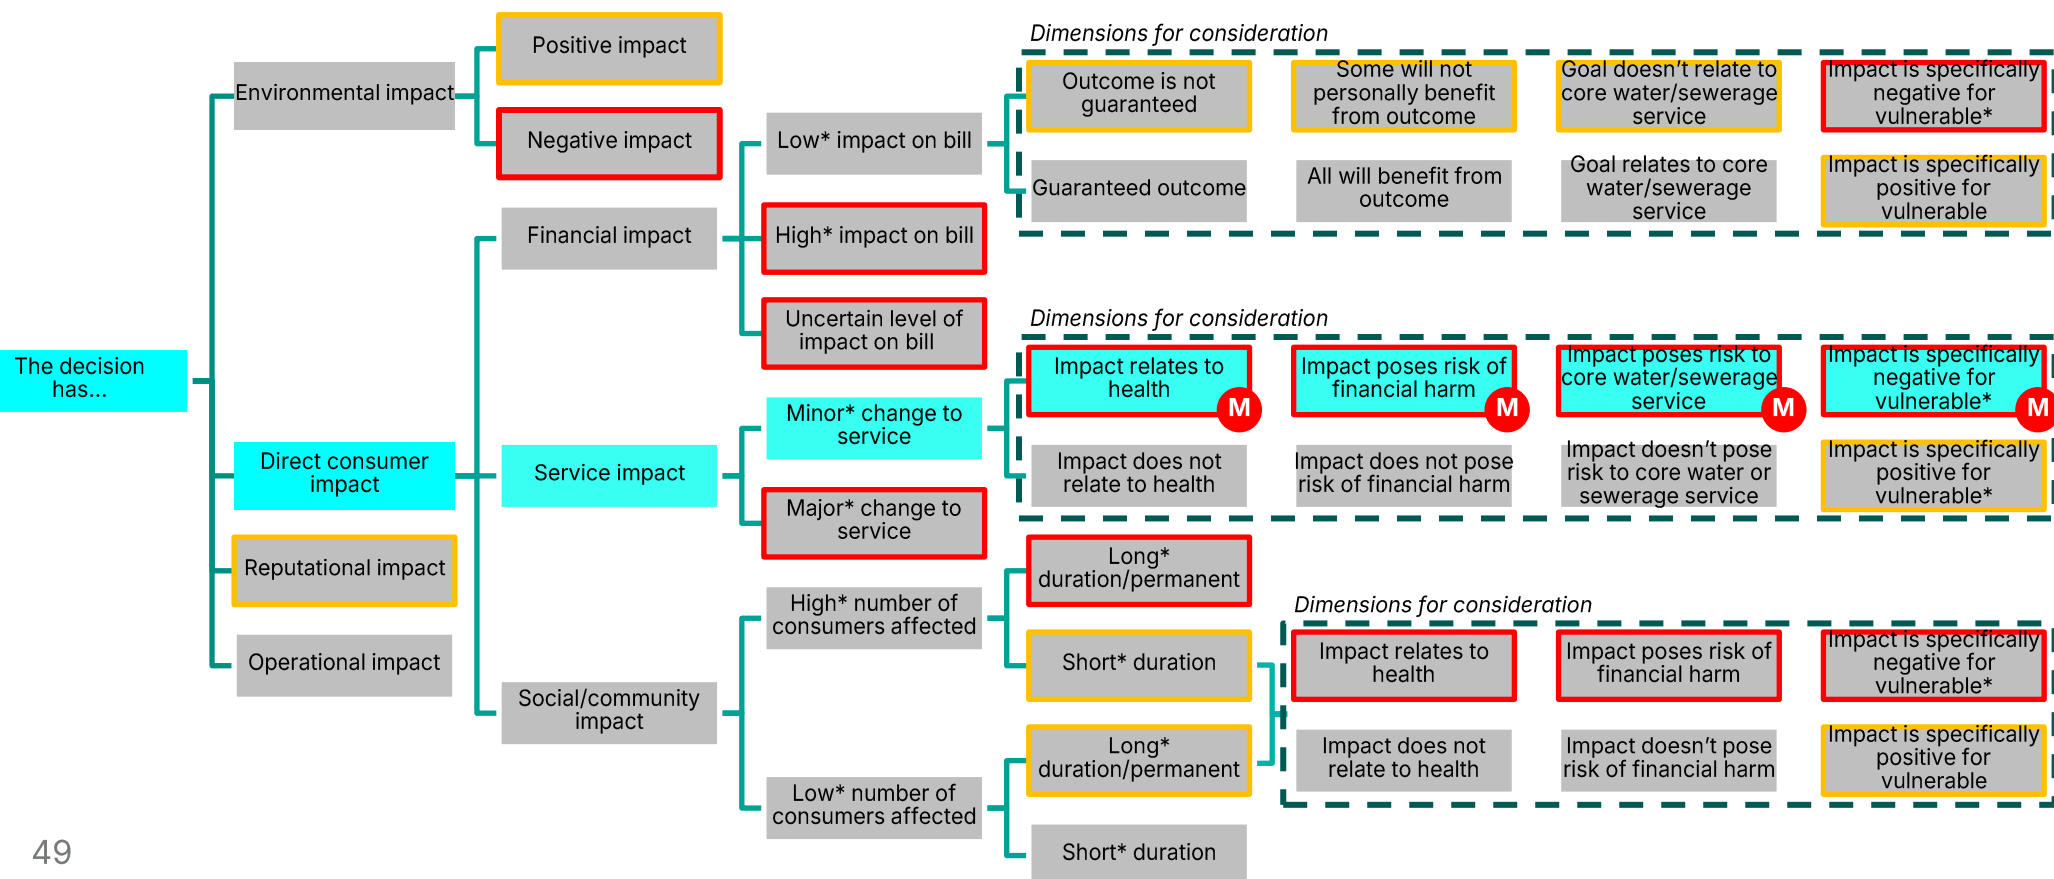 Dimensions for consideration
Positive impact
Environmental impact
Negative impact
Outcome is not
guaranteed
Some will not
personally benefit
from outcome
Goal doesn't relate to
core water/sewerage
service
Impact is specifically
negative for
vulnerable*
Low* impact on bill
Guaranteed outcome
All will benefit from
outcome
Goal relates to core
water/sewerage
service
Impact is specifically
positive for
vulnerable
Financial impact
High* impact on bill
Uncertain level of
impact on bill
Dimensions for consideration
The decision
has...
Impact relates to
health
M
Impact poses risk of
financial harm
M
Impact poses risk to
core water/sewerage
service
M
Impact is specifically
negative for
vulnerable*
M
Minor* change to
service
Direct consumer
impact
Service impact
Impact does not
relate to health
Impact does not pose
risk of financial harm
Impact doesn't pose
risk to core water or
sewerage service
Impact is specifically
positive for
vulnerable*
Major* change to
service
Reputational impact
Long*
duration/permanent
High* number of
consumers affected
Dimensions for consideration
Operational impact
Short* duration
Impact relates to
health
Impact poses risk of
financial harm
Impact is specifically
negative for
vulnerable*
Social/community
impact
Long*
duration/permanent
Impact does not
relate to health
Impact doesn't pose
risk of financial harm
Impact is specifically
positive for
vulnerable
Low* number of
consumers affected
Short* duration
49